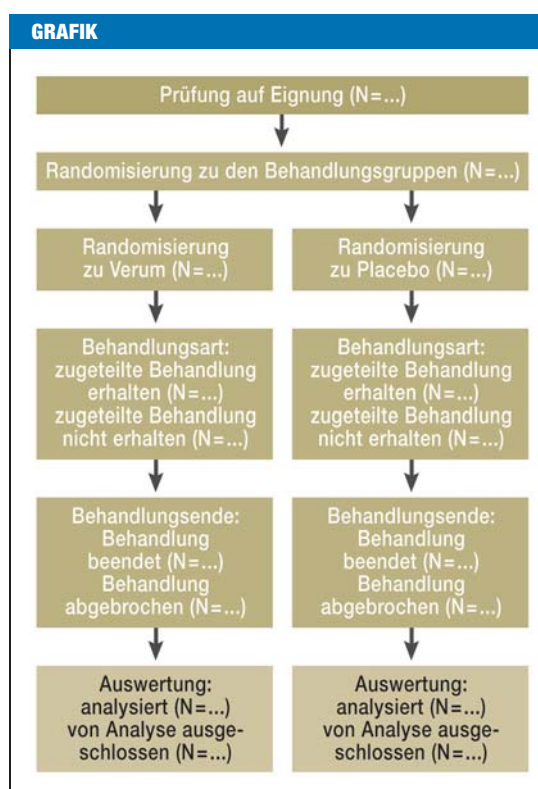 GRAFIK
Prüfung auf Eignung (N=...)
Randomisierung zu den Behandlungsgruppen (N=...)
Randomisierung
zu Verum (N=...)
Randomisierung
zu Placebo (N=...)
Behandlungsart:
zugeteilte Behandlung
erhalten (N=...)
zugeteilte Behandlung
nicht erhalten (N=...)
Behandlungsart:
zugeteilte Behandlung
erhalten (N=...)
zugeteilte Behandlung
nicht erhalten (N=...)
Behandlungsende:
Behandlung
beendet (N=...)
Behandlung
abgebrochen (N=...)
Behandlungsende:
Behandlung
beendet (N=...)
Behandlung
abgebrochen (N=...)
Auswertung:
analysiert (N=...)
von Analyse ausge-
schlossen (N=...)
Auswertung:
analysiert (N=...)
von Analyse ausge-
schlossen (N=...)